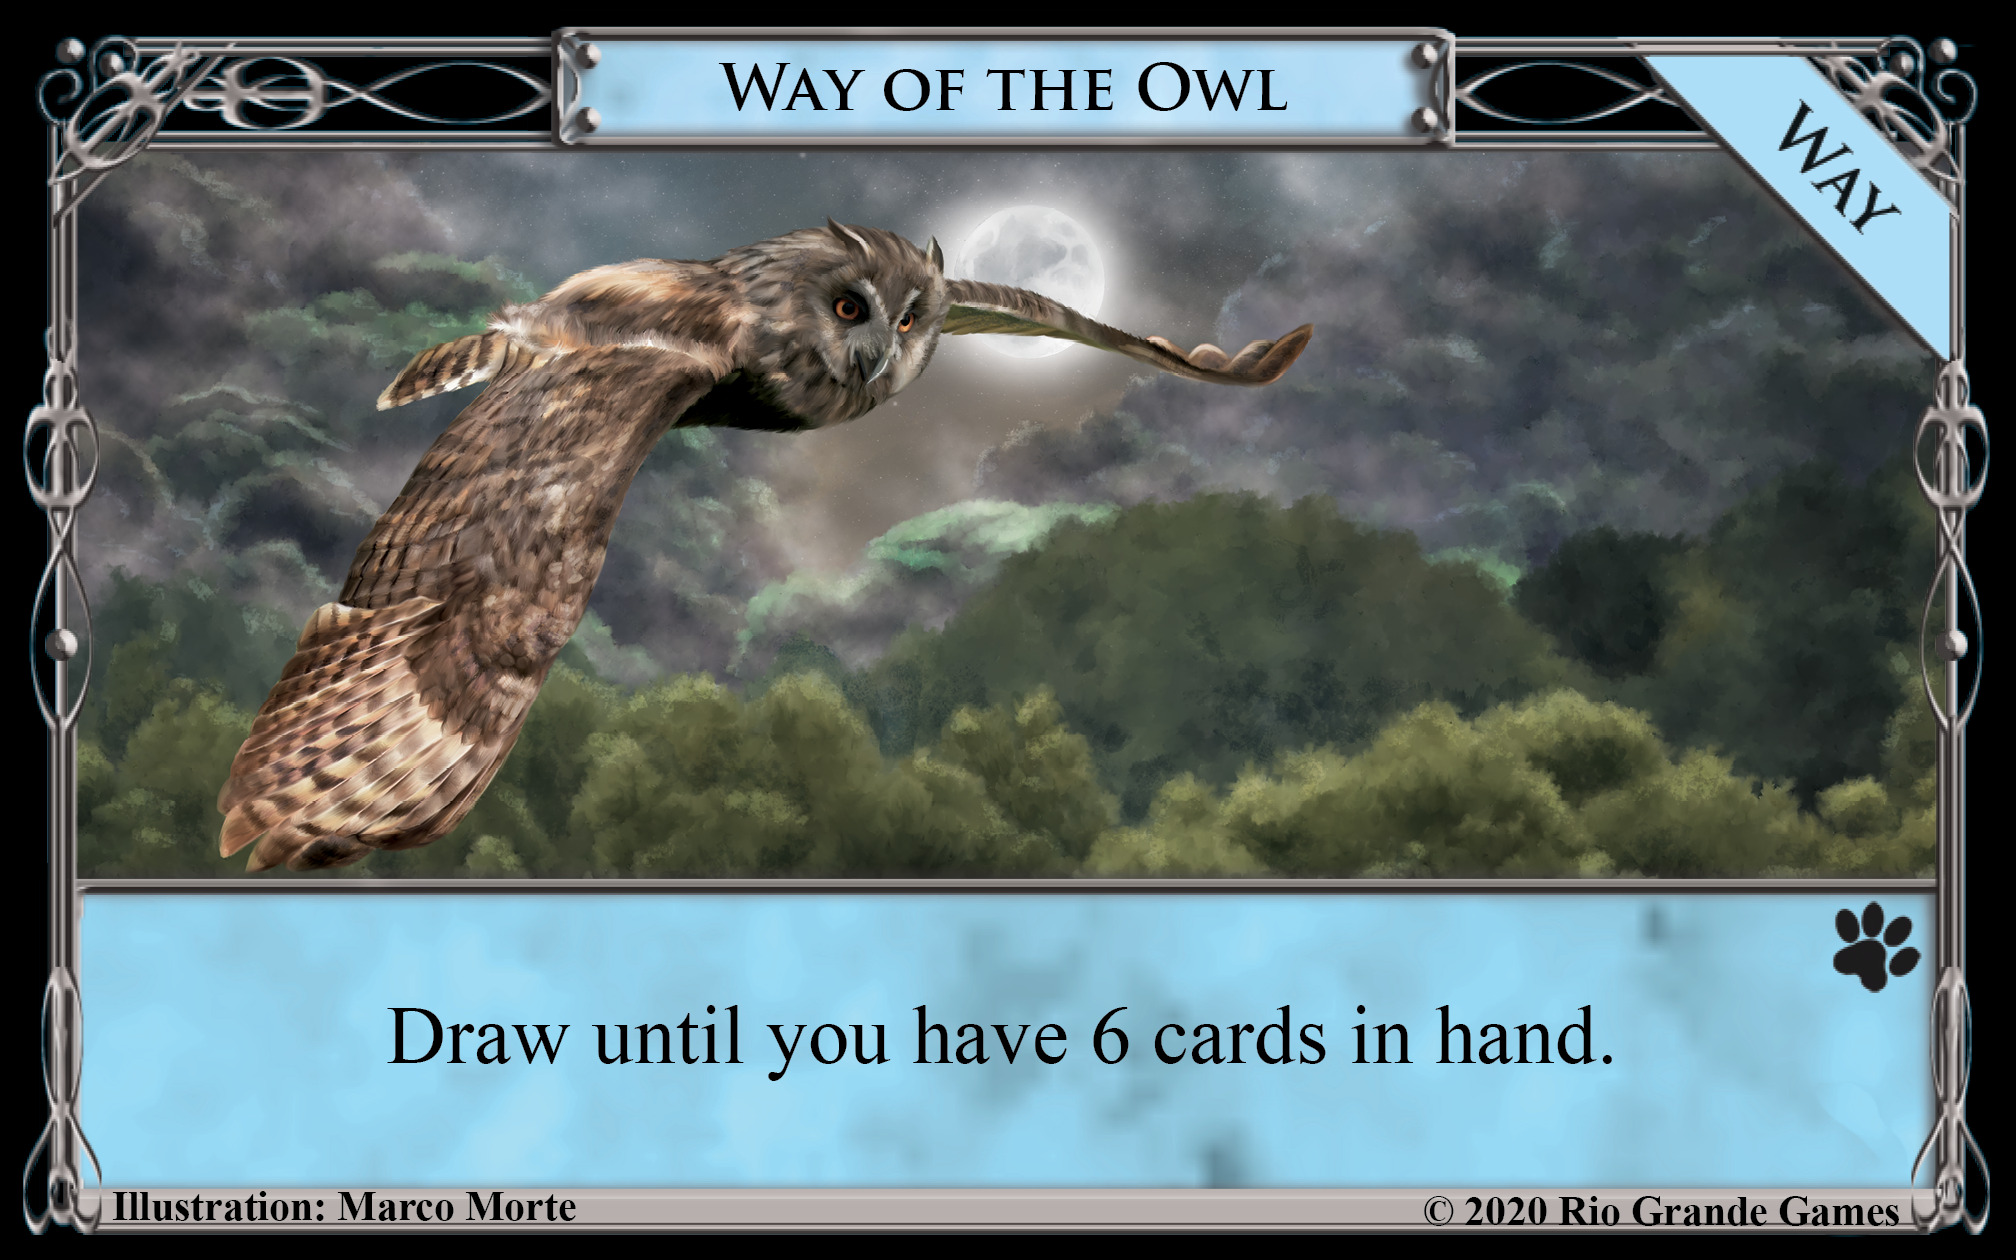 Way of the Owl
Way
Draw until you have 6 cards in hand.
Illustration: Marco Morte
© 2020 Rio Grande Games